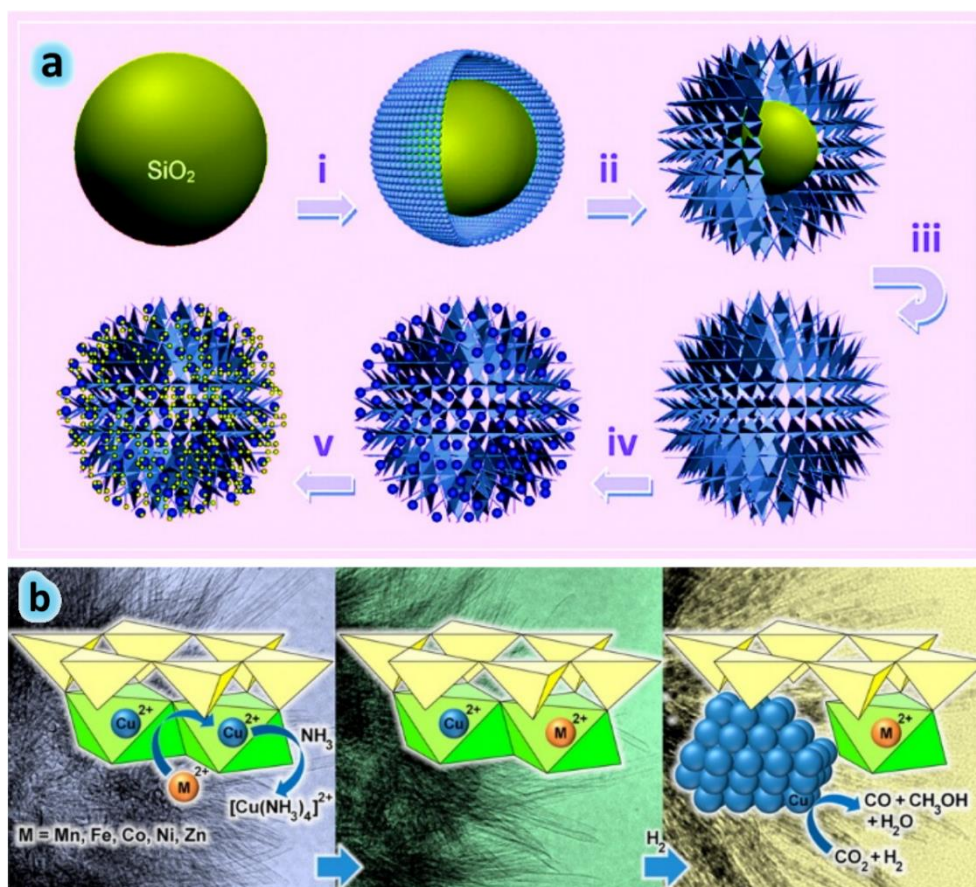 a
SiO₂
i
ii
iii
iv
v
b
Cu²⁺
Cu²⁺
NH₃
M²⁺
[Cu(NH₃)₄]²⁺
M = Mn, Fe, Co, Ni, Zn
Cu²⁺
M²⁺
H₂
M²⁺
Cu
CO + CH₃OH
+ H₂O
CO₂ + H₂